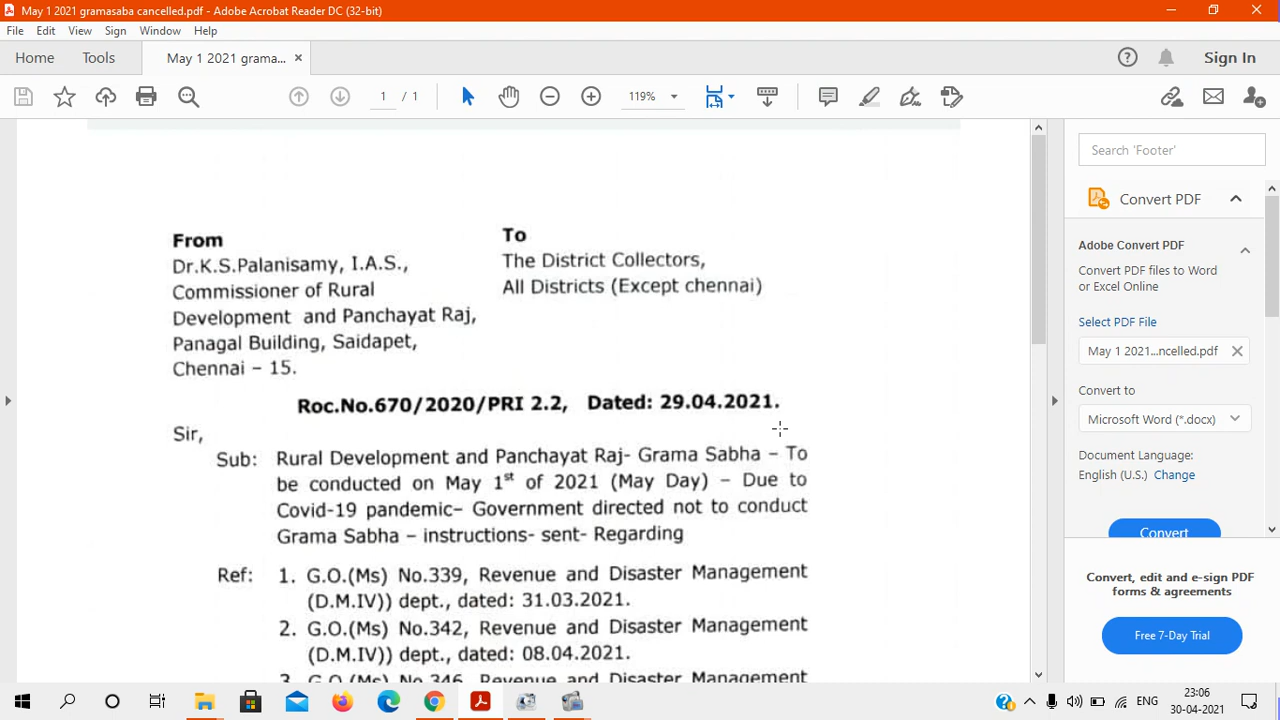 May 1 2021 gramasaba cancelled.pdf - Adobe Acrobat Reader DC (32-bit)
File Edit View Sign Window Help
Home Tools May 1 2021 grama... ×
1 / 1 119% Sign In
From
Dr.K.S.Palanisamy, I.A.S.,
Commissioner of Rural
Development and Panchayat Raj,
Panagal Building, Saidapet,
Chennai – 15.
To
The District Collectors,
All Districts (Except chennai)
Roc.No.670/2020/PRI 2.2, Dated: 29.04.2021.
Sir,
Sub: Rural Development and Panchayat Raj- Grama Sabha – To
be conducted on May 1st of 2021 (May Day) – Due to
Covid-19 pandemic– Government directed not to conduct
Grama Sabha – instructions- sent- Regarding
Ref: 1. G.O.(Ms) No.339, Revenue and Disaster Management
(D.M.IV)) dept., dated: 31.03.2021.
2. G.O.(Ms) No.342, Revenue and Disaster Management
(D.M.IV)) dept., dated: 08.04.2021.
3. G.O.(Ms) No.346, Revenue and Disaster Management
Search 'Footer'
Convert PDF
Adobe Convert PDF
Convert PDF files to Word
or Excel Online
Select PDF File
May 1 2021...ncelled.pdf
Convert to
Microsoft Word (*.docx)
Document Language:
English (U.S.) Change
Convert
Convert, edit and e-sign PDF
forms & agreements
Free 7-Day Trial
ENG
23:06
30-04-2021